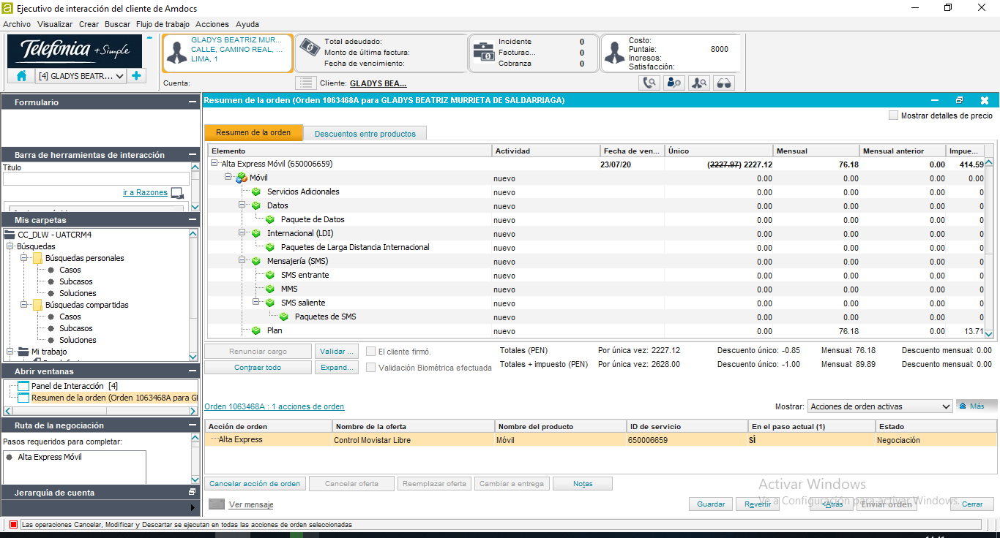 Ejecutivo de interacción del cliente de Amdocs
Archivo Visualizar Crear Buscar Flujo de trabajo Acciones Ayuda
Telefónica +Simple
[4] GLADYS BEATR...
GLADYS BEATRIZ MUR...
CALLE, CAMINO REAL, ...
LIMA, 1
Total adeudado:
Monto de última factura:
Fecha de vencimiento:
Incidente 0
Facturac... 0
Cobranza 0
Costo:
Puntaje: 8000
Ingresos:
Satisfacción:
Cuenta:
Cliente: GLADYS BEA...
Formulario
Barra de herramientas de interacción
Título
ir a Razones
Mis carpetas
CC_DLW - UATCRM4
Búsquedas
Búsquedas personales
Casos
Subcasos
Soluciones
Búsquedas compartidas
Casos
Subcasos
Soluciones
Mi trabajo
Abrir ventanas
Panel de Interacción [4]
Resumen de la orden (Orden 1063468A para Gl
Ruta de la negociación
Pasos requeridos para completar:
Alta Express Móvil
Jerarquía de cuenta
Resumen de la orden (Orden 1063468A para GLADYS BEATRIZ MURRIETA DE SALDARRIAGA)
Mostrar detalles de precio
Resumen de la orden Descuentos entre productos
Elemento Actividad Fecha de ven... Único Mensual Mensual anterior Impue...
Alta Express Móvil (650006659) 23/07/20 (2227.97) 2227.12 76.18 0.00 414.59
Móvil nuevo 0.00 0.00 0.00 0.00
Servicios Adicionales nuevo 0.00 0.00 0.00 0.00
Datos nuevo 0.00 0.00 0.00 0.00
Paquete de Datos nuevo 0.00 0.00 0.00 0.00
Internacional (LDI) nuevo 0.00 0.00 0.00 0.00
Paquetes de Larga Distancia Internacional nuevo 0.00 0.00 0.00 0.00
Mensajería (SMS) nuevo 0.00 0.00 0.00 0.00
SMS entrante nuevo 0.00 0.00 0.00 0.00
MMS nuevo 0.00 0.00 0.00 0.00
SMS saliente nuevo 0.00 0.00 0.00 0.00
Paquetes de SMS nuevo 0.00 0.00 0.00 0.00
Plan nuevo 0.00 76.18 0.00 13.71
Renunciar cargo Validar ... El cliente firmó.
Contraer todo Expand... Validación Biométrica efectuada
Totales (PEN) Por única vez: 2227.12 Descuento único: -0.85 Mensual: 76.18 Descuento mensual: 0.00
Totales + impuesto (PEN) Por única vez: 2628.00 Descuento único: -1.00 Mensual: 89.89 Descuento mensual: 0.00
Orden 1063468A : 1 acciones de orden
Mostrar: Acciones de orden activas Más
Acción de orden Nombre de la oferta Nombre del producto ID de servicio En el paso actual (1) Estado
Alta Express Control Movistar Libre Móvil 650006659 SÍ Negociación
Cancelar acción de orden Cancelar oferta Reemplazar oferta Cambiar a entrega Notas
Ver mensaje
Guardar Revertir <Atrás Enviar orden Cerrar
Activar Windows
Ve a Configuración para activar Windows.
Las operaciones Cancelar, Modificar y Descartar se ejecutan en todas las acciones de orden seleccionadas